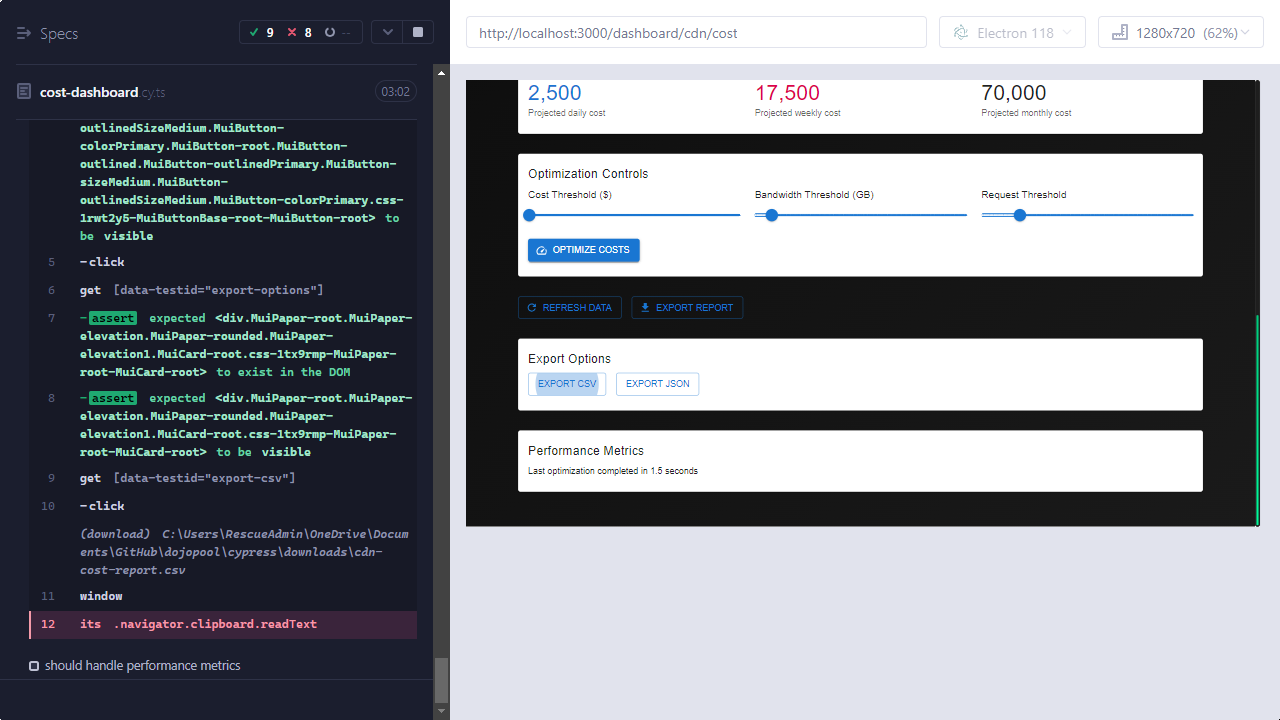 Specs
9
8
--
cost-dashboard.cy.ts
03:02
outlinedSizeMedium.MuiButton-
colorPrimary.MuiButton-root.MuiButton-
outlined.MuiButton-outlinedPrimary.MuiButton-
sizeMedium.MuiButton-
outlinedSizeMedium.MuiButton-colorPrimary.css-
1rwt2y5-MuiButtonBase-root-MuiButton-root> to
be visible
5 -click
6 get [data-testid="export-options"]
7 -assert expected <div.MuiPaper-root.MuiPaper-
elevation.MuiPaper-rounded.MuiPaper-
elevation1.MuiCard-root.css-1tx9rmp-MuiPaper-
root-MuiCard-root> to exist in the DOM
8 -assert expected <div.MuiPaper-root.MuiPaper-
elevation.MuiPaper-rounded.MuiPaper-
elevation1.MuiCard-root.css-1tx9rmp-MuiPaper-
root-MuiCard-root> to be visible
9 get [data-testid="export-csv"]
10 -click
(download) C:\Users\RescueAdmin\OneDrive\Docum
ents\GitHub\dojopool\cypress\downloads\cdn-
cost-report.csv
11 window
12 its .navigator.clipboard.readText
should handle performance metrics
http://localhost:3000/dashboard/cdn/cost
Electron 118
1280x720 (62%)
2,500
Projected daily cost
17,500
Projected weekly cost
70,000
Projected monthly cost
Optimization Controls
Cost Threshold ($)
Bandwidth Threshold (GB)
Request Threshold
OPTIMIZE COSTS
REFRESH DATA
EXPORT REPORT
Export Options
EXPORT CSV
EXPORT JSON
Performance Metrics
Last optimization completed in 1.5 seconds